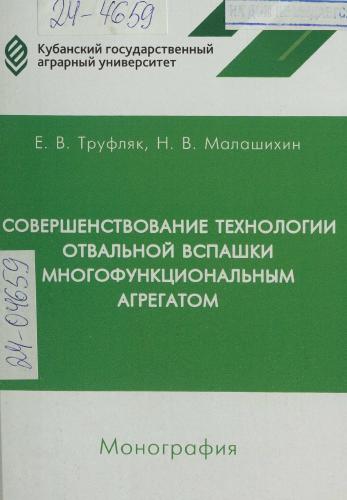 24-4659
Кубанский государственный
аграрный университет
Е. В. Труфляк, Н. В. Малашихин
СОВЕРШЕНСТВОВАНИЕ ТЕХНОЛОГИИ
ОТВАЛЬНОЙ ВСПАШКИ
МНОГОФУНКЦИОНАЛЬНЫМ
АГРЕГАТОМ
24-04659
Монография